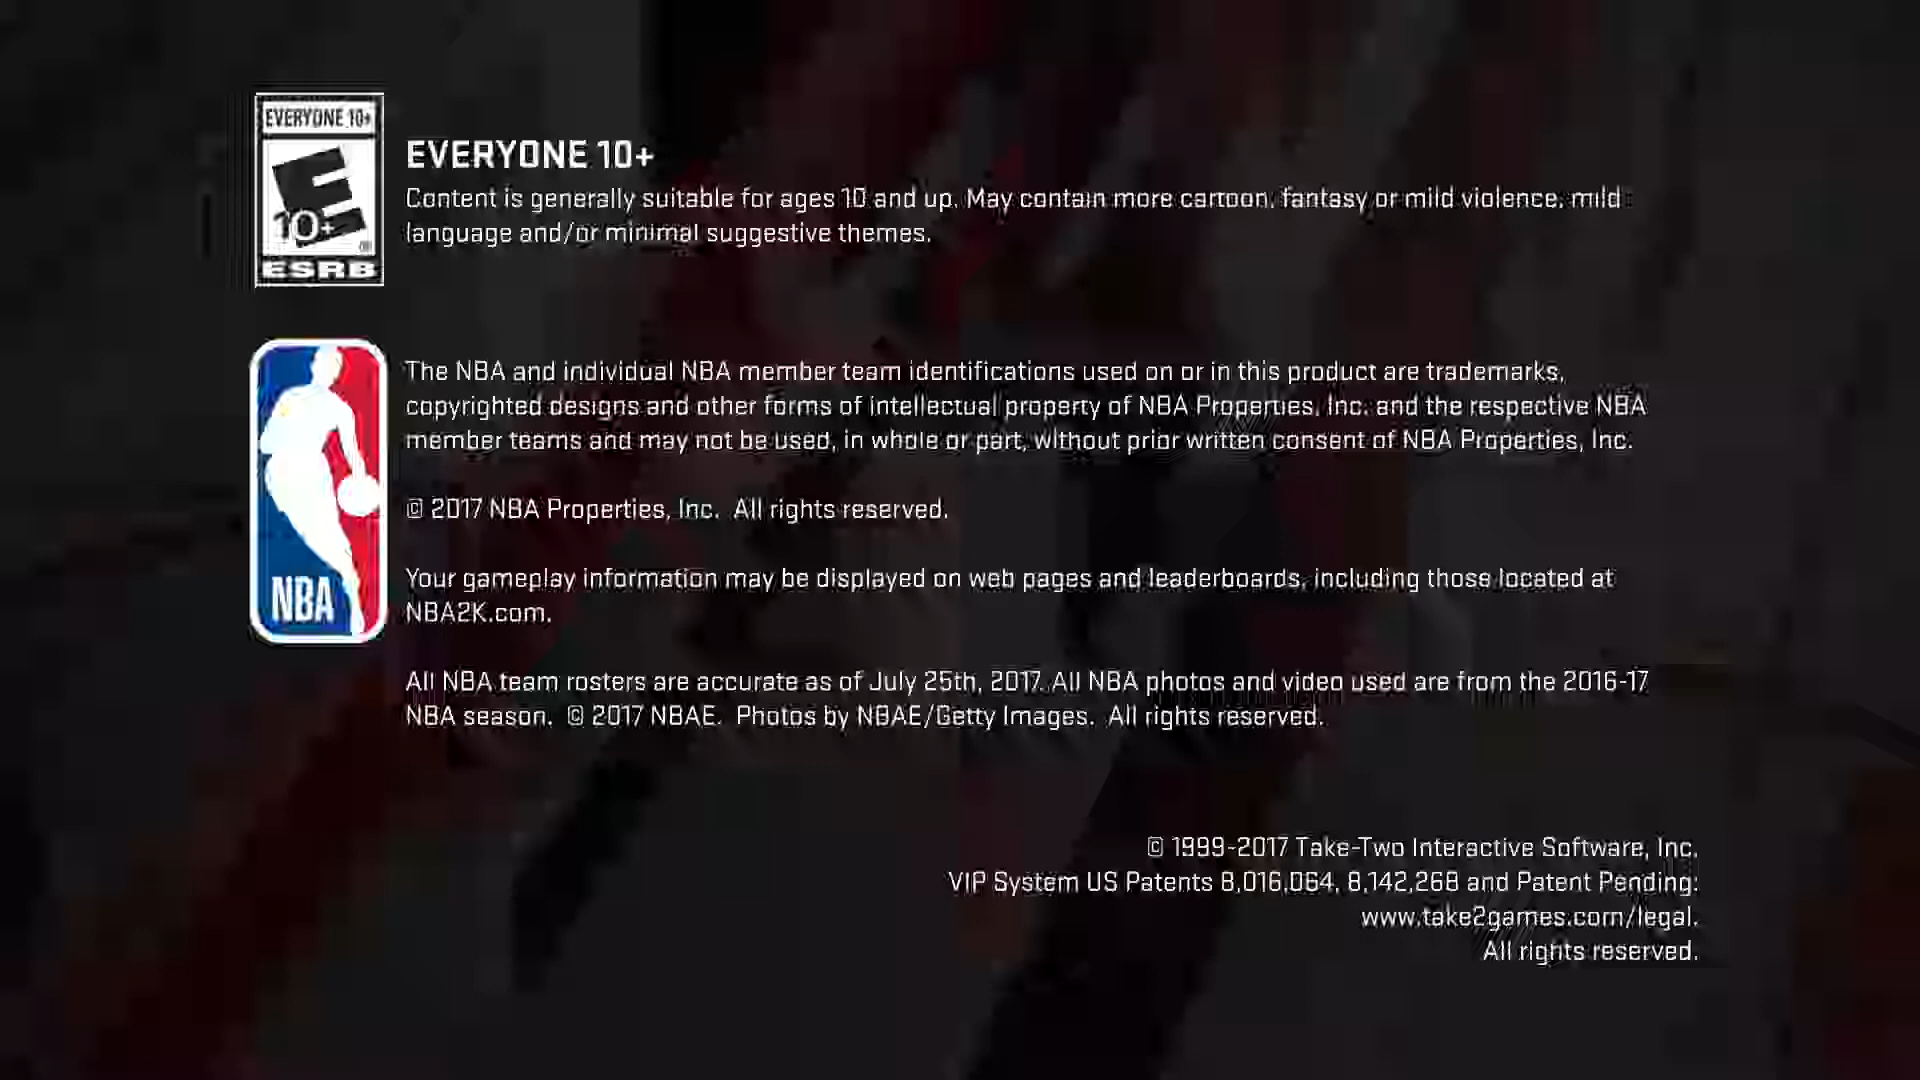 EVERYONE 10+
E
10+
®
ESRB
EVERYONE 10+
Content is generally suitable for ages 10 and up. May contain more cartoon, fantasy or mild violence, mild
language and/or minimal suggestive themes.
NBA
The NBA and individual NBA member team identifications used on or in this product are trademarks,
copyrighted designs and other forms of intellectual property of NBA Properties, Inc. and the respective NBA
member teams and may not be used, in whole or part, without prior written consent of NBA Properties, Inc.
© 2017 NBA Properties, Inc. All rights reserved.
Your gameplay information may be displayed on web pages and leaderboards, including those located at
NBA2K.com.
All NBA team rosters are accurate as of July 25th, 2017. All NBA photos and video used are from the 2016-17
NBA season. © 2017 NBAE. Photos by NBAE/Getty Images. All rights reserved.
© 1999-2017 Take-Two Interactive Software, Inc.
VIP System US Patents 8,016,064, 8,142,268 and Patent Pending:
www.take2games.com/legal.
All rights reserved.